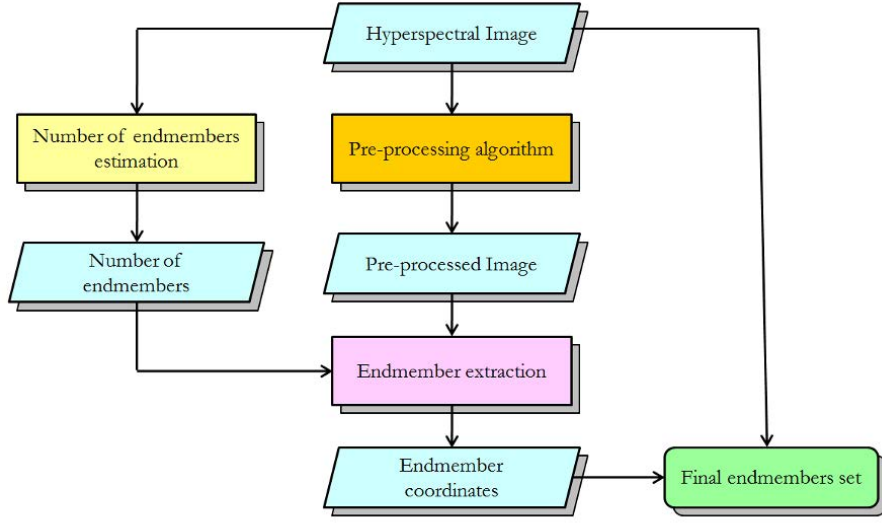 Hyperspectral Image
Number of endmembers
estimation
Pre-processing algorithm
Number of
endmembers
Pre-processed Image
Endmember extraction
Endmember
coordinates
Final endmembers set